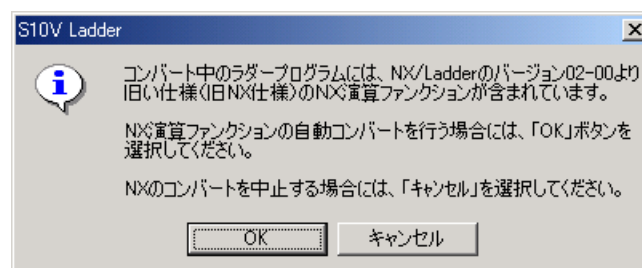 S10V Ladder
コンバート中のラダープログラムには、NX/Ladderのバージョン02-00より
旧い仕様(旧NX仕様)のNX演算ファンクションが含まれています。
NX演算ファンクションの自動コンバートを行う場合には、「OK」ボタンを
選択してください。
NXのコンバートを中止する場合には、「キャンセル」を選択してください。
OK
キャンセル